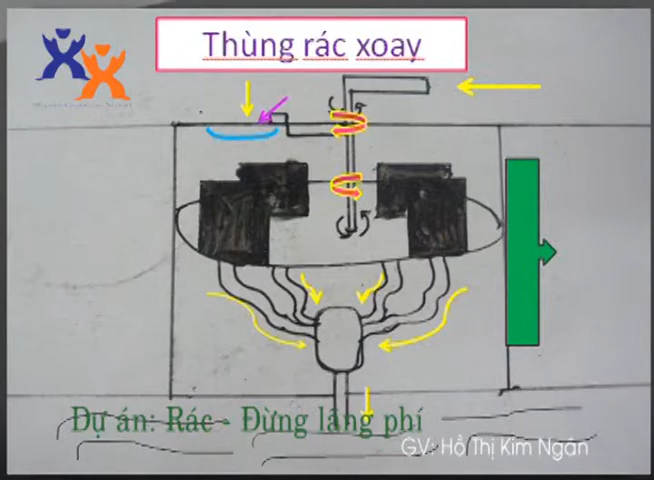 Thùng rác xoay
Dự án: Rác - Đừng lãng phí
GV: Hồ Thị Kim Ngân